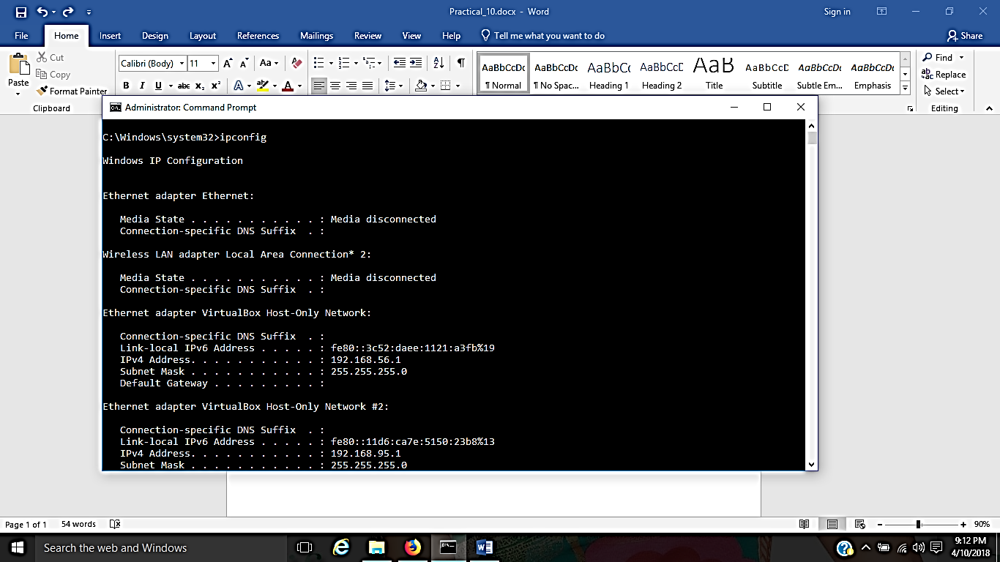 Practical_10.docx - Word
Sign in
File Home Insert Design Layout References Mailings Review View Help Tell me what you want to do Share
Cut
Copy
Format Painter
Paste
Clipboard
Calibri (Body) 11
AaBbCcDc AaBbCcDc AaBbCc AaBbCcD AaB AaBbCcD AaBbCcDc AaBbCcDc
¶ Normal ¶ No Spac... Heading 1 Heading 2 Title Subtitle Subtle Em... Emphasis
Find
Replace
Select
Editing
Administrator: Command Prompt
C:\Windows\system32>ipconfig
Windows IP Configuration
Ethernet adapter Ethernet:
Media State . . . . . . . . . . . : Media disconnected
Connection-specific DNS Suffix . :
Wireless LAN adapter Local Area Connection* 2:
Media State . . . . . . . . . . . : Media disconnected
Connection-specific DNS Suffix . :
Ethernet adapter VirtualBox Host-Only Network:
Connection-specific DNS Suffix . :
Link-local IPv6 Address . . . . . : fe80::3c52:daee:1121:a3fb%19
IPv4 Address. . . . . . . . . . . : 192.168.56.1
Subnet Mask . . . . . . . . . . . : 255.255.255.0
Default Gateway . . . . . . . . . :
Ethernet adapter VirtualBox Host-Only Network #2:
Connection-specific DNS Suffix . :
Link-local IPv6 Address . . . . . : fe80::11d6:ca7e:5150:23b8%13
IPv4 Address. . . . . . . . . . . : 192.168.95.1
Subnet Mask . . . . . . . . . . . : 255.255.255.0
Page 1 of 1 54 words 90%
Search the web and Windows
9:12 PM
4/10/2018